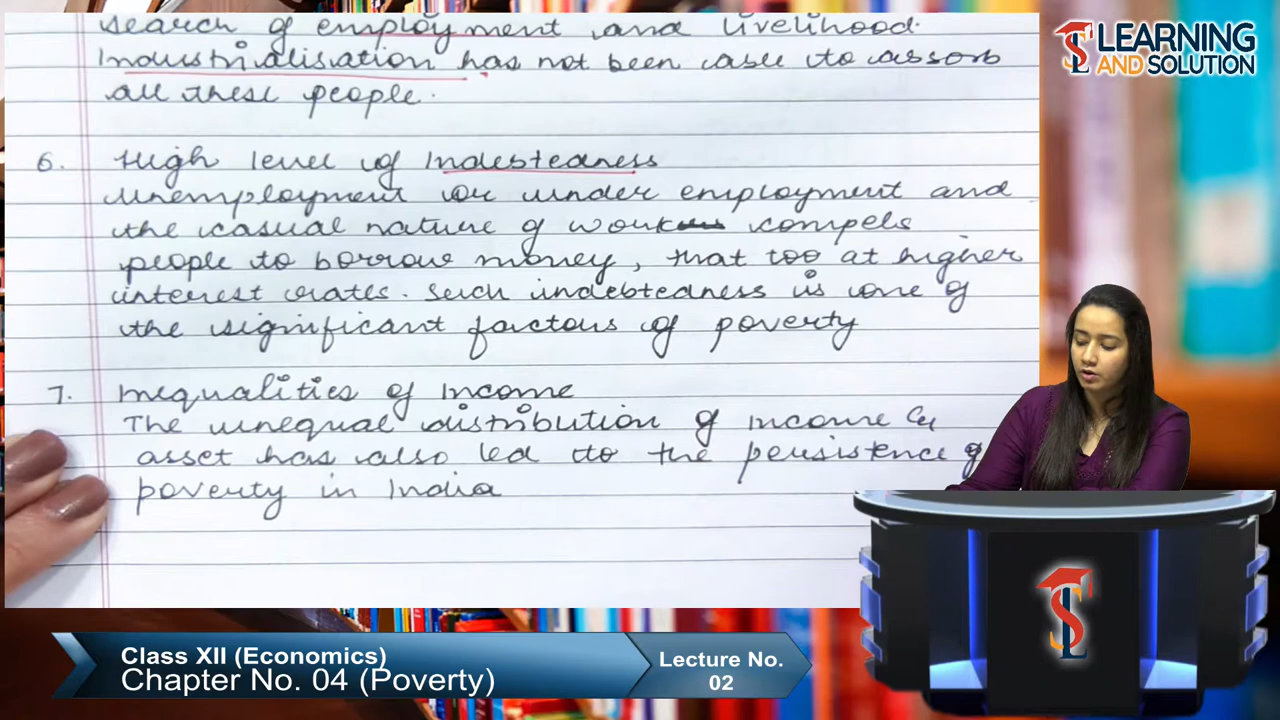 search of employment and livelihood.
Industrialisation has not been able to absorb
all these people.
6. High level of Indebtedness
Unemployment or under employment and
the casual nature of work compels
people to borrow money, that too at higher
interest rates. Such indebtedness is one of
the significant factors of poverty
7. Inequalities of Income
The unequal distribution of income &
asset has also led to the persistence of
poverty in India
SL LEARNING
AND SOLUTION
SL
Class XII (Economics)
Chapter No. 04 (Poverty)
Lecture No.
02